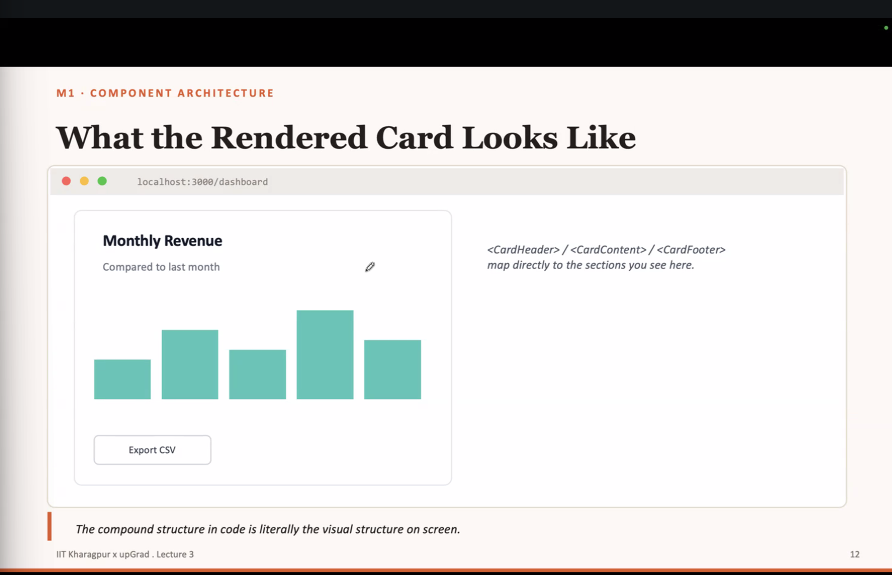 M1 · COMPONENT ARCHITECTURE
What the Rendered Card Looks Like
localhost:3000/dashboard
Monthly Revenue
Compared to last month
<CardHeader> / <CardContent> / <CardFooter>
map directly to the sections you see here.
Export CSV
The compound structure in code is literally the visual structure on screen.
IIT Kharagpur x upGrad . Lecture 3
12